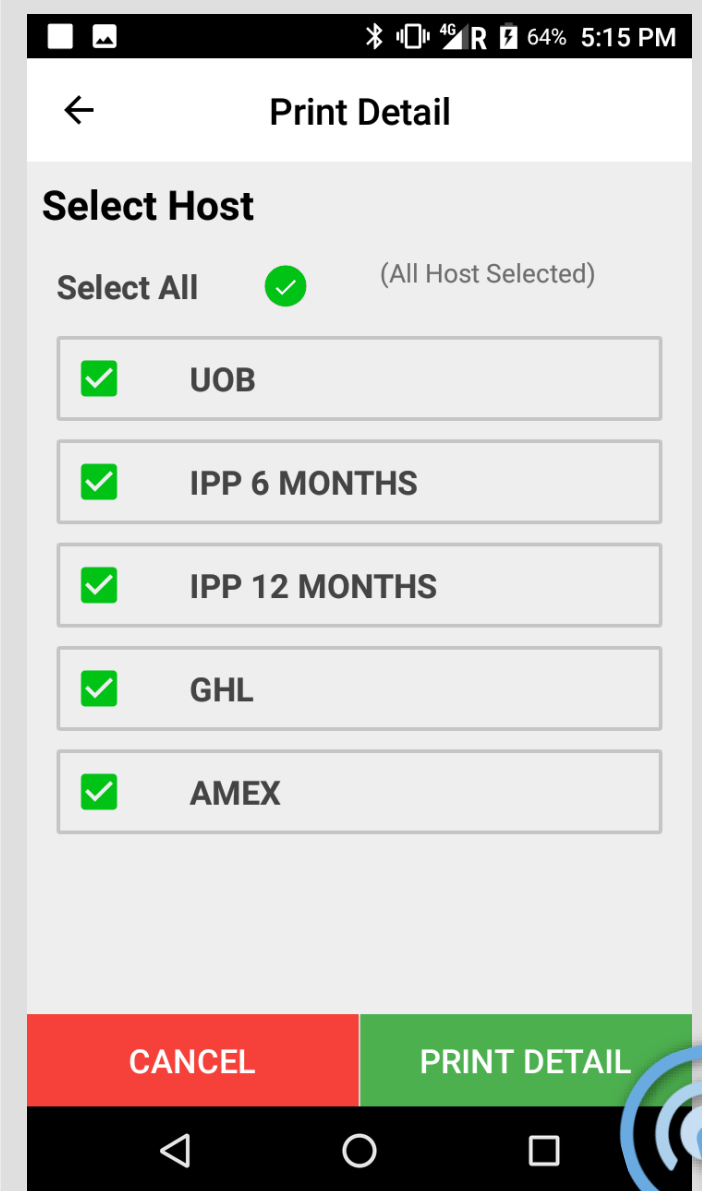 4G R 64% 5:15 PM
Print Detail
Select Host
Select All (All Host Selected)
UOB
IPP 6 MONTHS
IPP 12 MONTHS
GHL
AMEX
CANCEL PRINT DETAIL